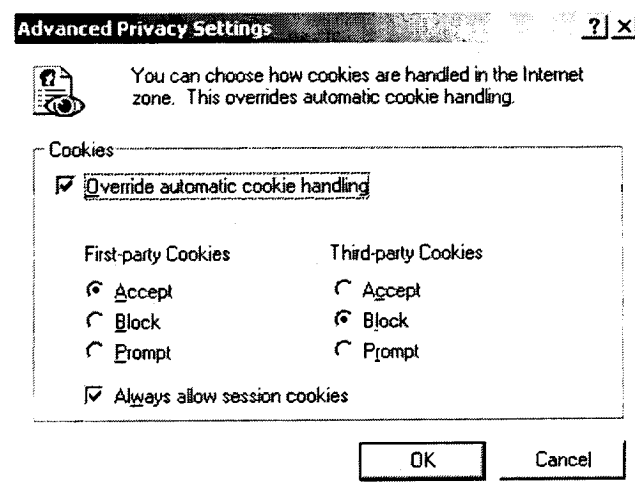 Advanced Privacy Settings
? ×
You can choose how cookies are handled in the Internet
zone. This overrides automatic cookie handling.
Cookies
Override automatic cookie handling
First-party Cookies Third-party Cookies
Accept Accept
Block Block
Prompt Prompt
Always allow session cookies
OK Cancel